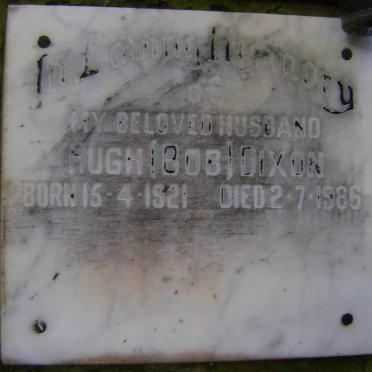 In Loving Memory
OF
MY BELOVED HUSBAND
HUGH (BOB) DIXON
BORN 15-4-1921 DIED 2-7-1986